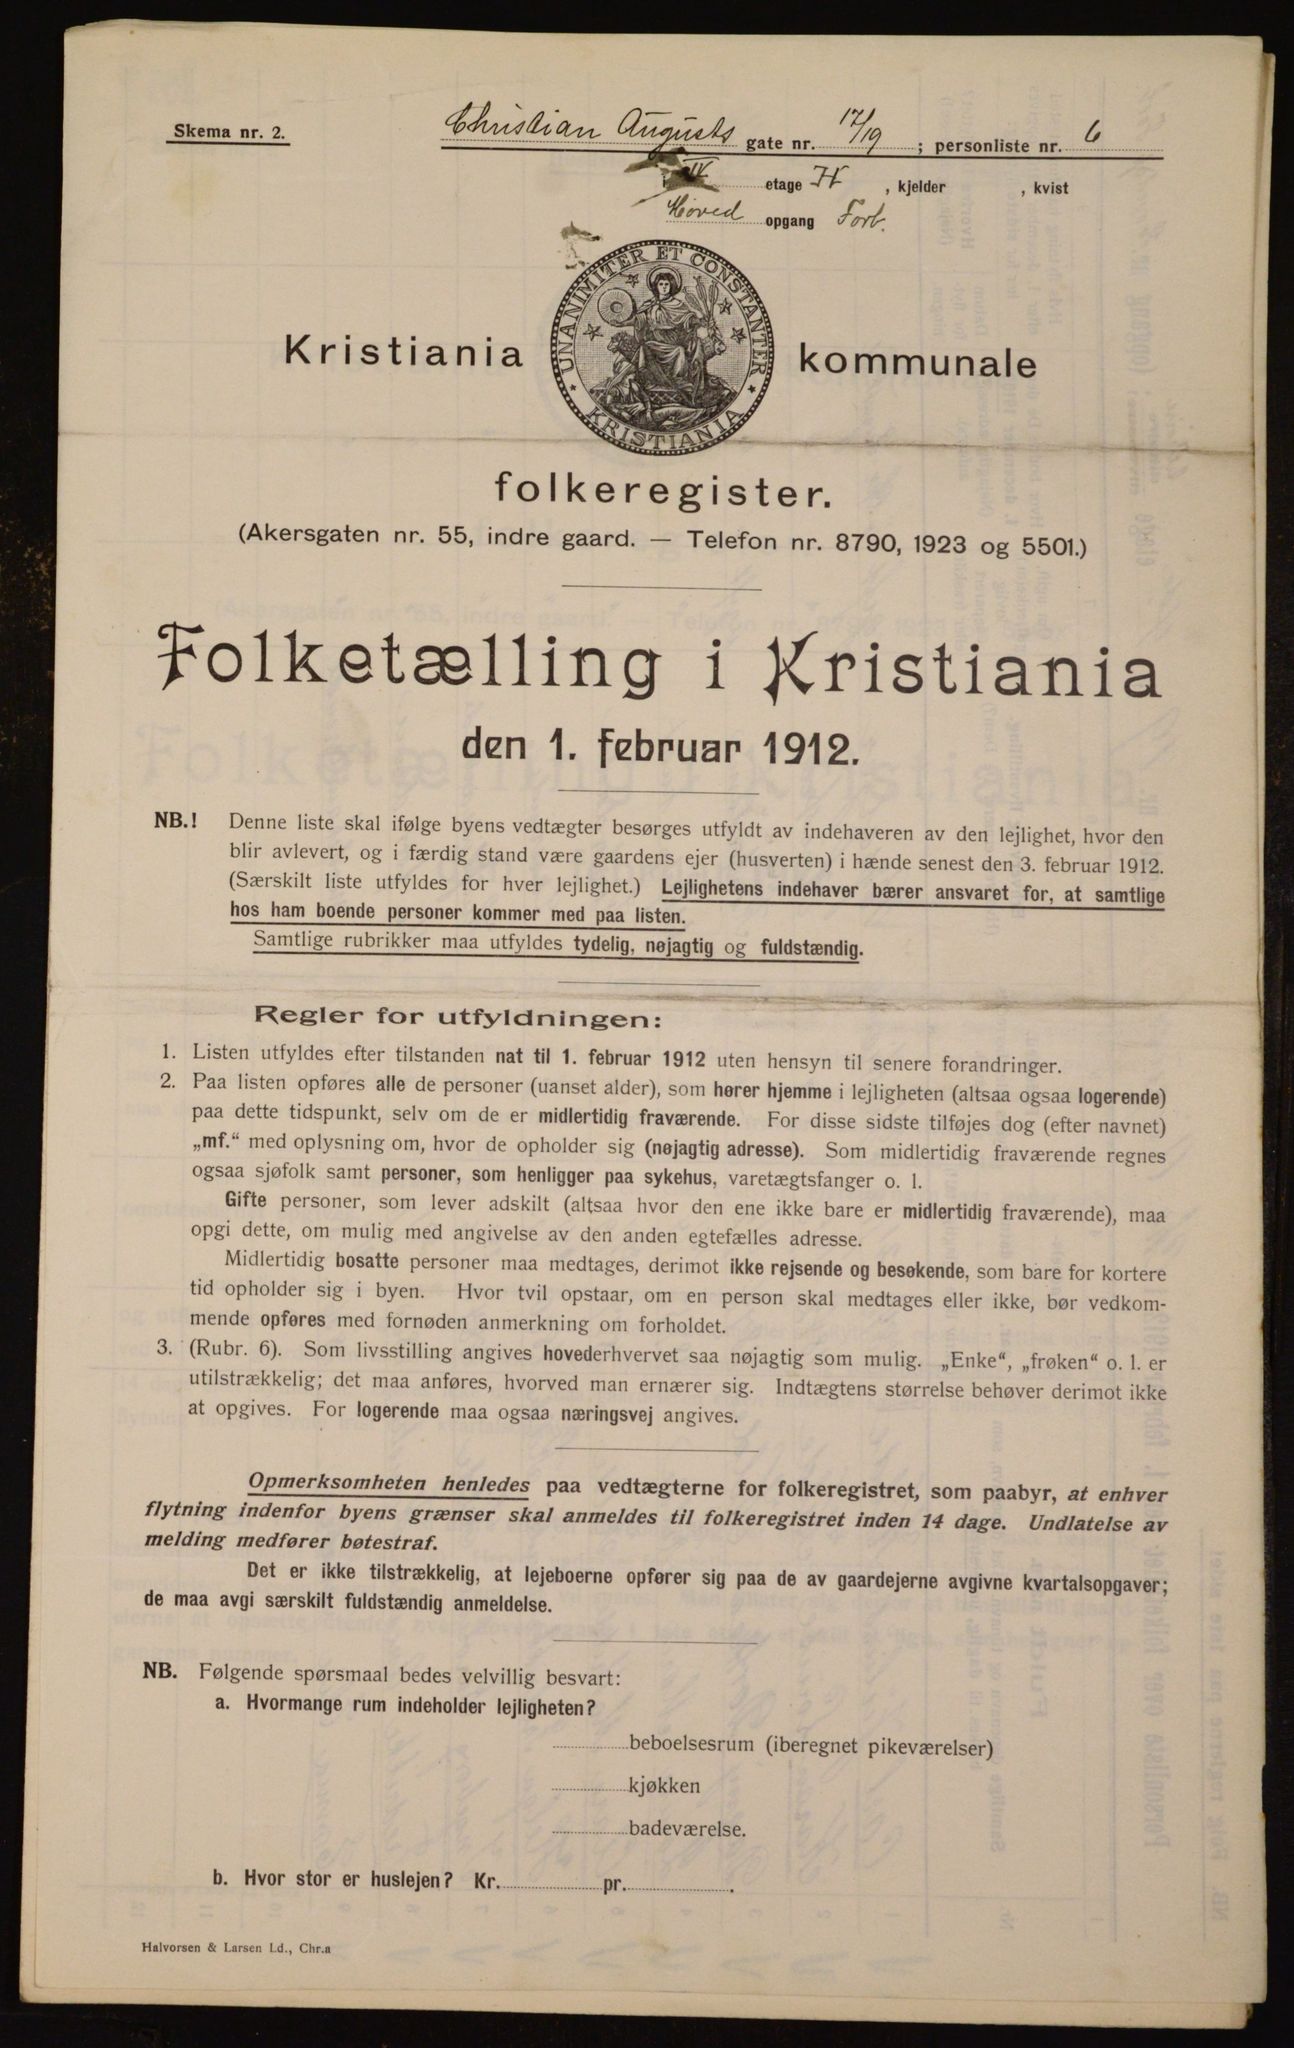 Skema nr. 2.
Christian Augusts gate nr. 17/19 ; personliste nr. 6
IV etage , kjelder , kvist
Hoved opgang Forb.
UNANIMITER ET CONSTANTER
KRISTIANIA
Kristiania kommunale
folkeregister.
(Akersgaten nr. 55, indre gaard. — Telefon nr. 8790, 1923 og 5501.)
Folketælling i Kristiania
den 1. februar 1912.
NB.! Denne liste skal ifølge byens vedtægter besørges utfyldt av indehaveren av den lejlighet, hvor den
blir avlevert, og i færdig stand være gaardens ejer (husverten) i hænde senest den 3. februar 1912.
(Særskilt liste utfyldes for hver lejlighet.) Lejlighetens indehaver bærer ansvaret for, at samtlige
hos ham boende personer kommer med paa listen.
Samtlige rubrikker maa utfyldes tydelig, nøjagtig og fuldstændig.
Regler for utfyldningen:
1. Listen utfyldes efter tilstanden nat til 1. februar 1912 uten hensyn til senere forandringer.
2. Paa listen opføres alle de personer (uanset alder), som hører hjemme i lejligheten (altsaa ogsaa logerende)
paa dette tidspunkt, selv om de er midlertidig fraværende. For disse sidste tilføjes dog (efter navnet)
„mf.“ med oplysning om, hvor de opholder sig (nøjagtig adresse). Som midlertidig fraværende regnes
ogsaa sjøfolk samt personer, som henligger paa sykehus, varetægtsfanger o. l.
Gifte personer, som lever adskilt (altsaa hvor den ene ikke bare er midlertidig fraværende), maa
opgi dette, om mulig med angivelse av den anden egtefælles adresse.
Midlertidig bosatte personer maa medtages, derimot ikke rejsende og besøkende, som bare for kortere
tid opholder sig i byen. Hvor tvil opstaar, om en person skal medtages eller ikke, bør vedkom-
mende opføres med fornøden anmerkning om forholdet.
3. (Rubr. 6). Som livsstilling angives hovederhvervet saa nøjagtig som mulig. „Enke“, „frøken“ o. l. er
utilstrækkelig; det maa anføres, hvorved man ernærer sig. Indtægtens størrelse behøver derimot ikke
at opgives. For logerende maa ogsaa næringsvej angives.
Opmerksomheten henledes paa vedtægterne for folkeregistret, som paabyr, at enhver
flytning indenfor byens grænser skal anmeldes til folkeregistret inden 14 dage. Undlatelse av
melding medfører bøtestraf.
Det er ikke tilstrækkelig, at lejeboerne opfører sig paa de av gaardejerne avgivne kvartalsopgaver;
de maa avgi særskilt fuldstændig anmeldelse.
NB. Følgende spørsmaal bedes velvillig besvart:
a. Hvormange rum indeholder lejligheten?
beboelsesrum (iberegnet pikeværelser)
kjøkken
badeværelse.
b. Hvor stor er huslejen? Kr. pr. .
Halvorsen & Larsen Ld., Chr.a